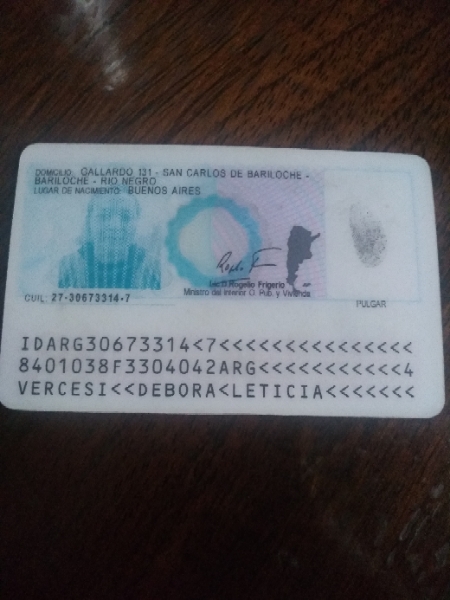 DOMICILIO: GALLARDO 131 - SAN CARLOS DE BARILOCHE -
BARILOCHE - RIO NEGRO
LUGAR DE NACIMIENTO: BUENOS AIRES
Rogelio Frigerio
Ministro del Interior O. Pub. y Vivienda
CUIL: 27-30673314-7
PULGAR
IDARG30673314<7<<<<<<<<<<<<<<<
8401038F3304042ARG<<<<<<<<<<<4
VERCESI<<DEBORA<LETICIA<<<<<<<